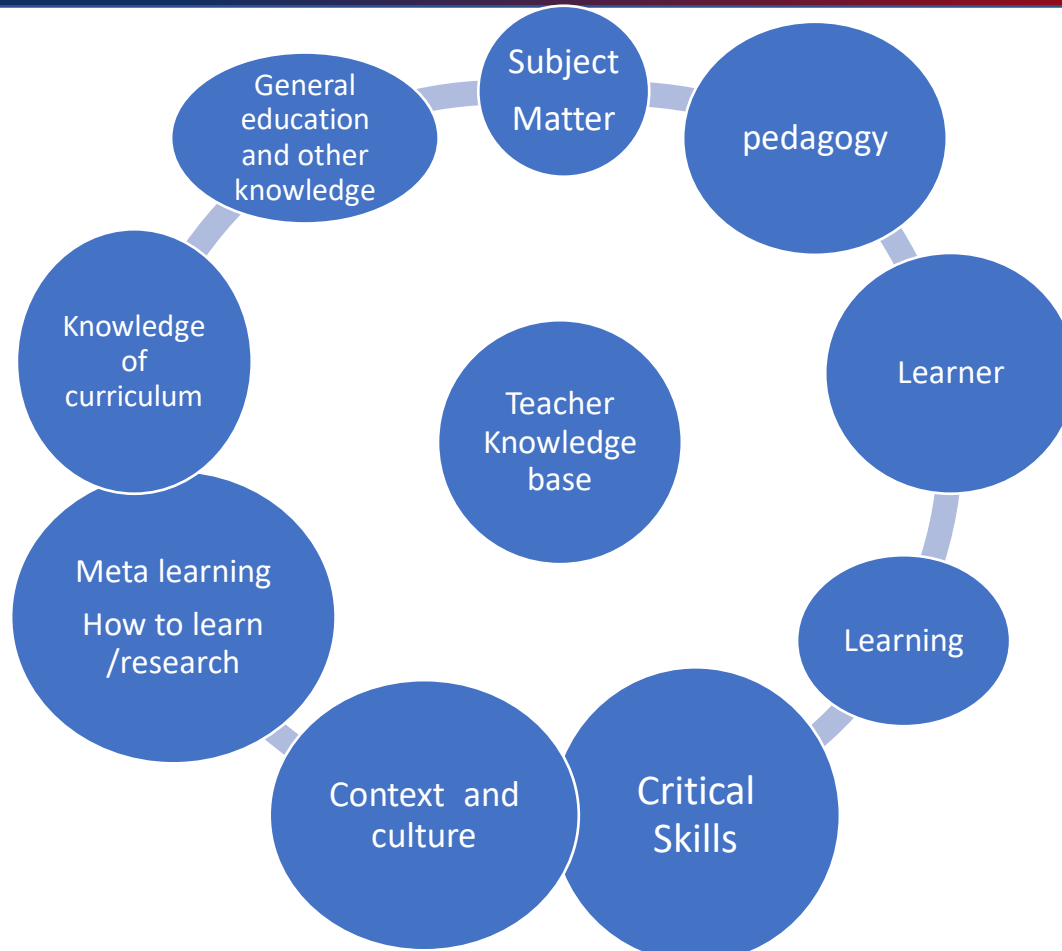 Subject
Matter
pedagogy
Learner
Learning
Critical
Skills
Context and
culture
Meta learning
How to learn
/research
Knowledge
of
curriculum
General
education
and other
knowledge
Teacher
Knowledge
base